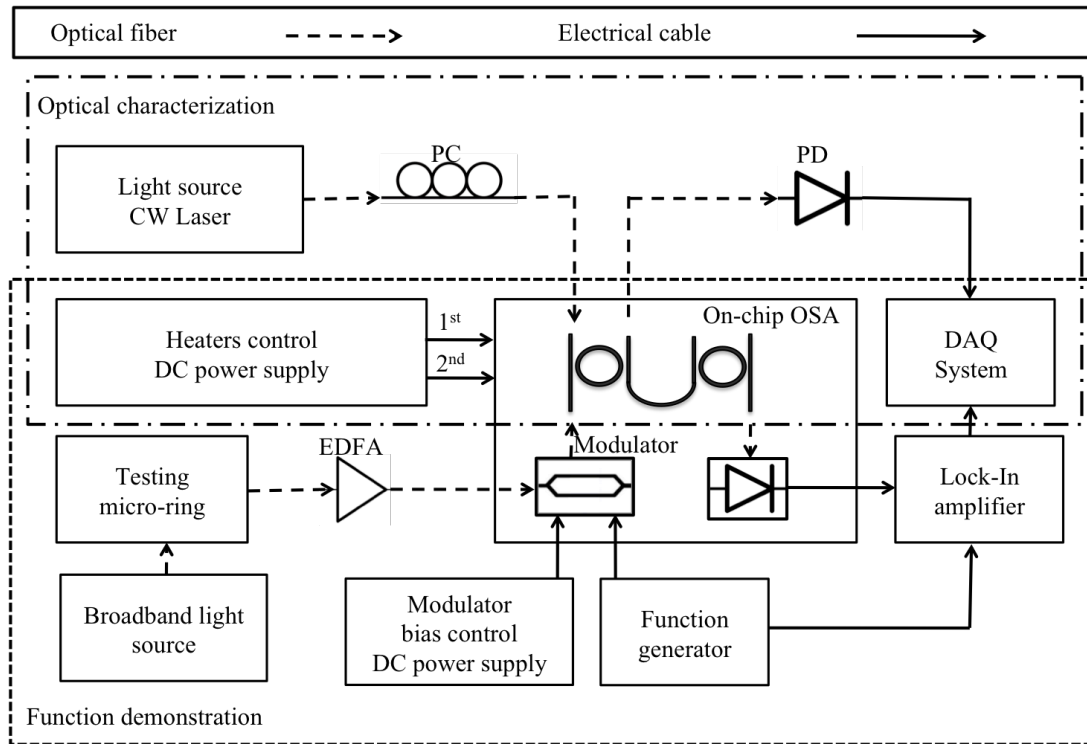 Optical fiber
Electrical cable
Optical characterization
Light source
CW Laser
PC
PD
Heaters control
DC power supply
1st
2nd
On-chip OSA
DAQ
System
Testing
micro-ring
EDFA
Modulator
Lock-In
amplifier
Broadband light
source
Modulator
bias control
DC power supply
Function
generator
Function demonstration